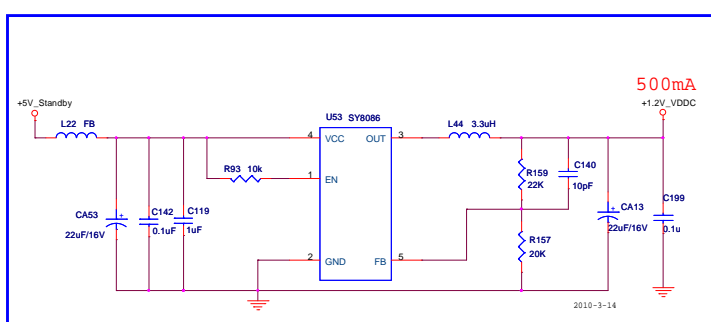 500mA
+5V_Standby
+1.2V_VDDC
L22 FB
U53 SY8086
L44 3.3uH
4
VCC
OUT
3
R93 10k
1
EN
R159
22K
C140
10pF
CA53
22uF/16V
C142
0.1uF
C119
1uF
CA13
22uF/16V
C199
0.1u
R157
20K
2
GND
FB
5
2010-3-14